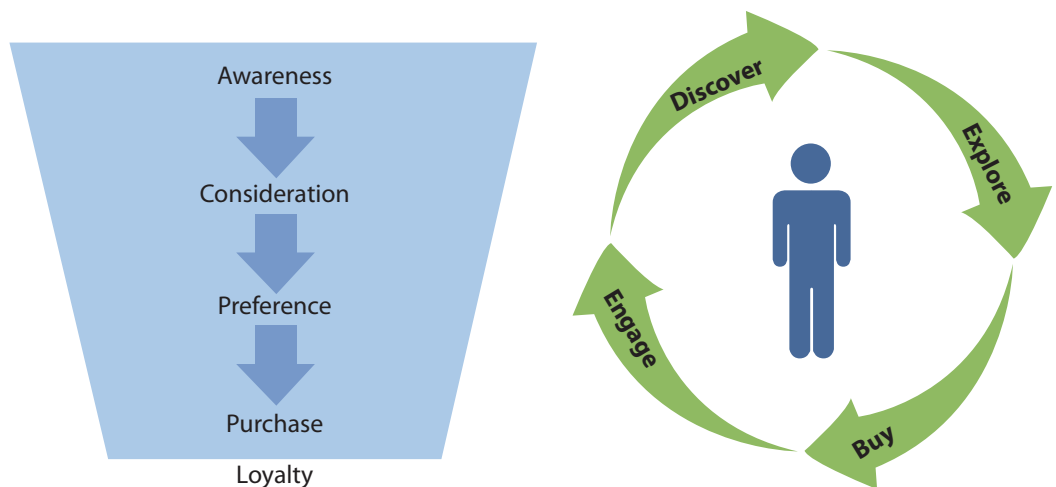 Awareness
Consideration
Preference
Purchase
Loyalty
Discover
Explore
Buy
Engage